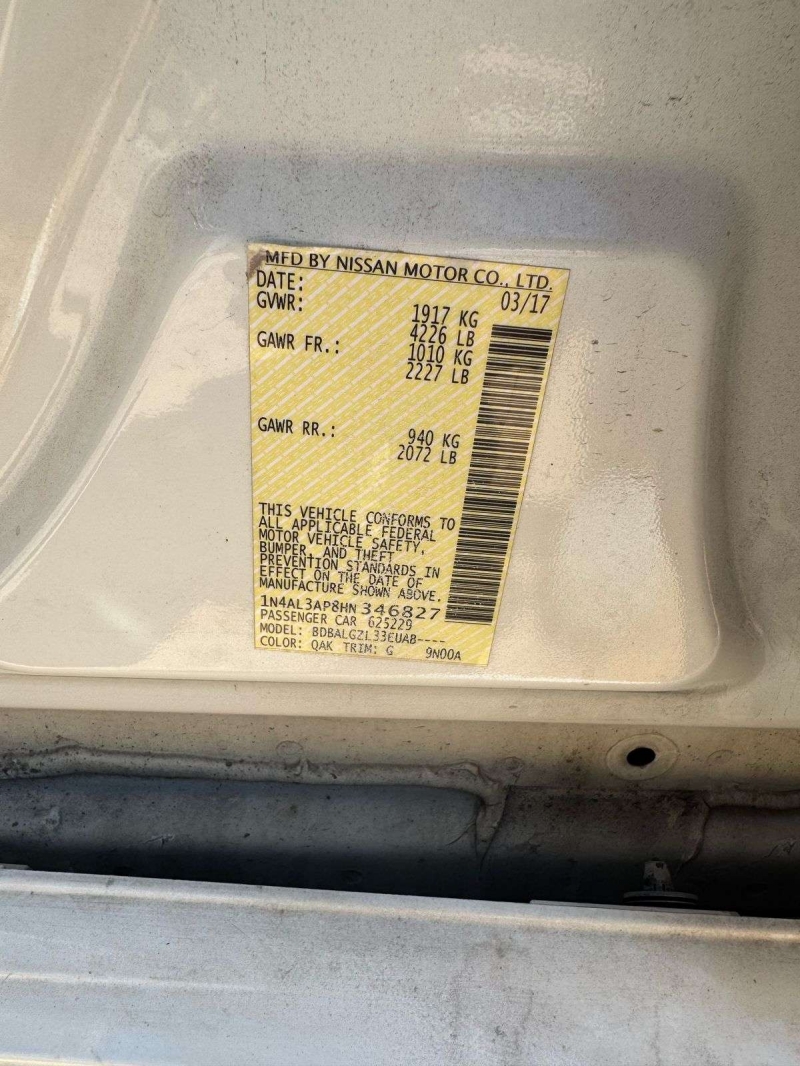 MFD BY NISSAN MOTOR CO., LTD.
DATE: 03/17
GVWR: 1917 KG
4226 LB
GAWR FR.: 1010 KG
2227 LB
GAWR RR.: 940 KG
2072 LB
THIS VEHICLE CONFORMS TO
ALL APPLICABLE FEDERAL
MOTOR VEHICLE SAFETY,
BUMPER, AND THEFT
PREVENTION STANDARDS IN
EFFECT ON THE DATE OF
MANUFACTURE SHOWN ABOVE.
1N4AL3AP8HN 346827
PASSENGER CAR 625229
MODEL: BDBALGZL33EUAB----
COLOR: QAK TRIM: G 9N00A